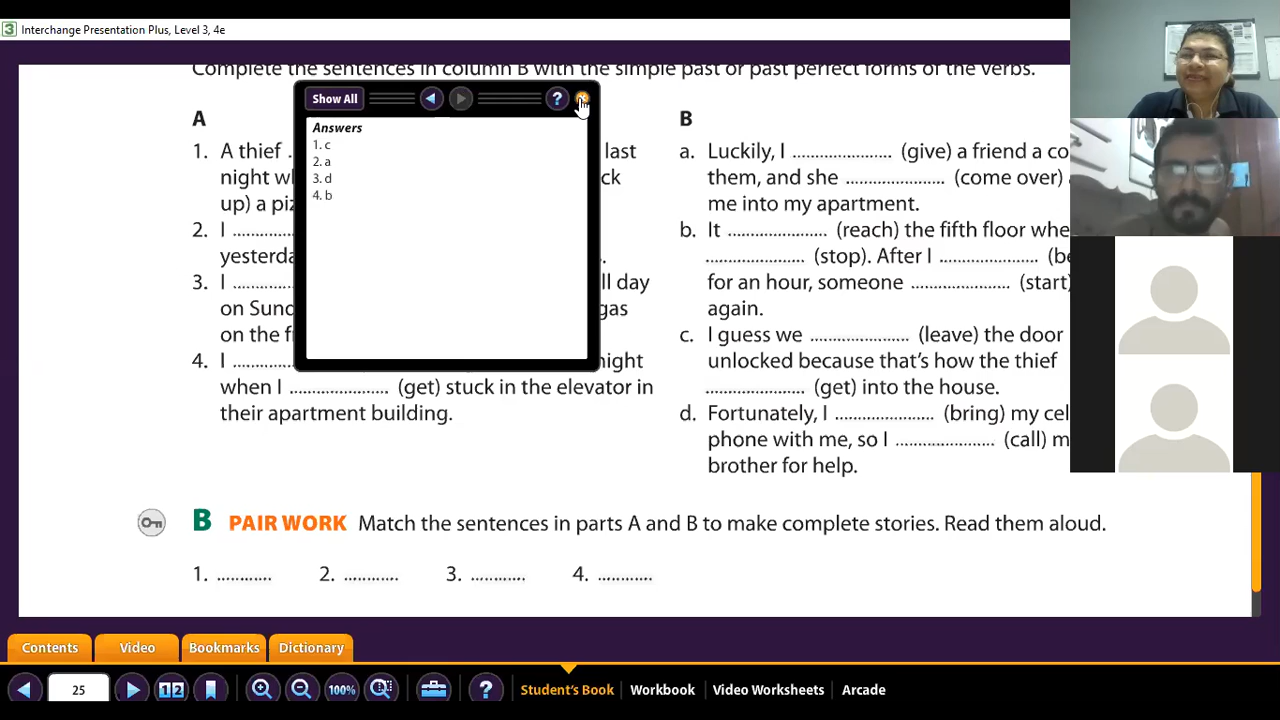 3 Interchange Presentation Plus, Level 3, 4e
Complete the sentences in column B with the simple past or past perfect forms of the verbs.
Show All
?
Answers
1. c
2. a
3. d
4. b
A
1. A thief last
night ck
up) a
2. I ..............
yesterda s.
3. I .............. ll day
on Sun gas
on the
4. I .............. night
when I .................... (get) stuck in the elevator in
their apartment building.
B
a. Luckily, I .................... (give) a friend a
them, and she .................... (come over)
me into my apartment.
b. It .................... (reach) the fifth floor
.................... (stop). After I .................... (be
for an hour, someone .................... (start)
again.
c. I guess we .................... (leave) the door
unlocked because that's how the thief
.................... (get) into the house.
d. Fortunately, I .................... (bring) my cel
phone with me, so I .................... (call) m
brother for help.
B PAIR WORK Match the sentences in parts A and B to make complete stories. Read them aloud.
1. ............ 2. ............ 3. ............ 4. ............
Contents Video Bookmarks Dictionary
25 12 100% ? Student's Book Workbook Video Worksheets Arcade